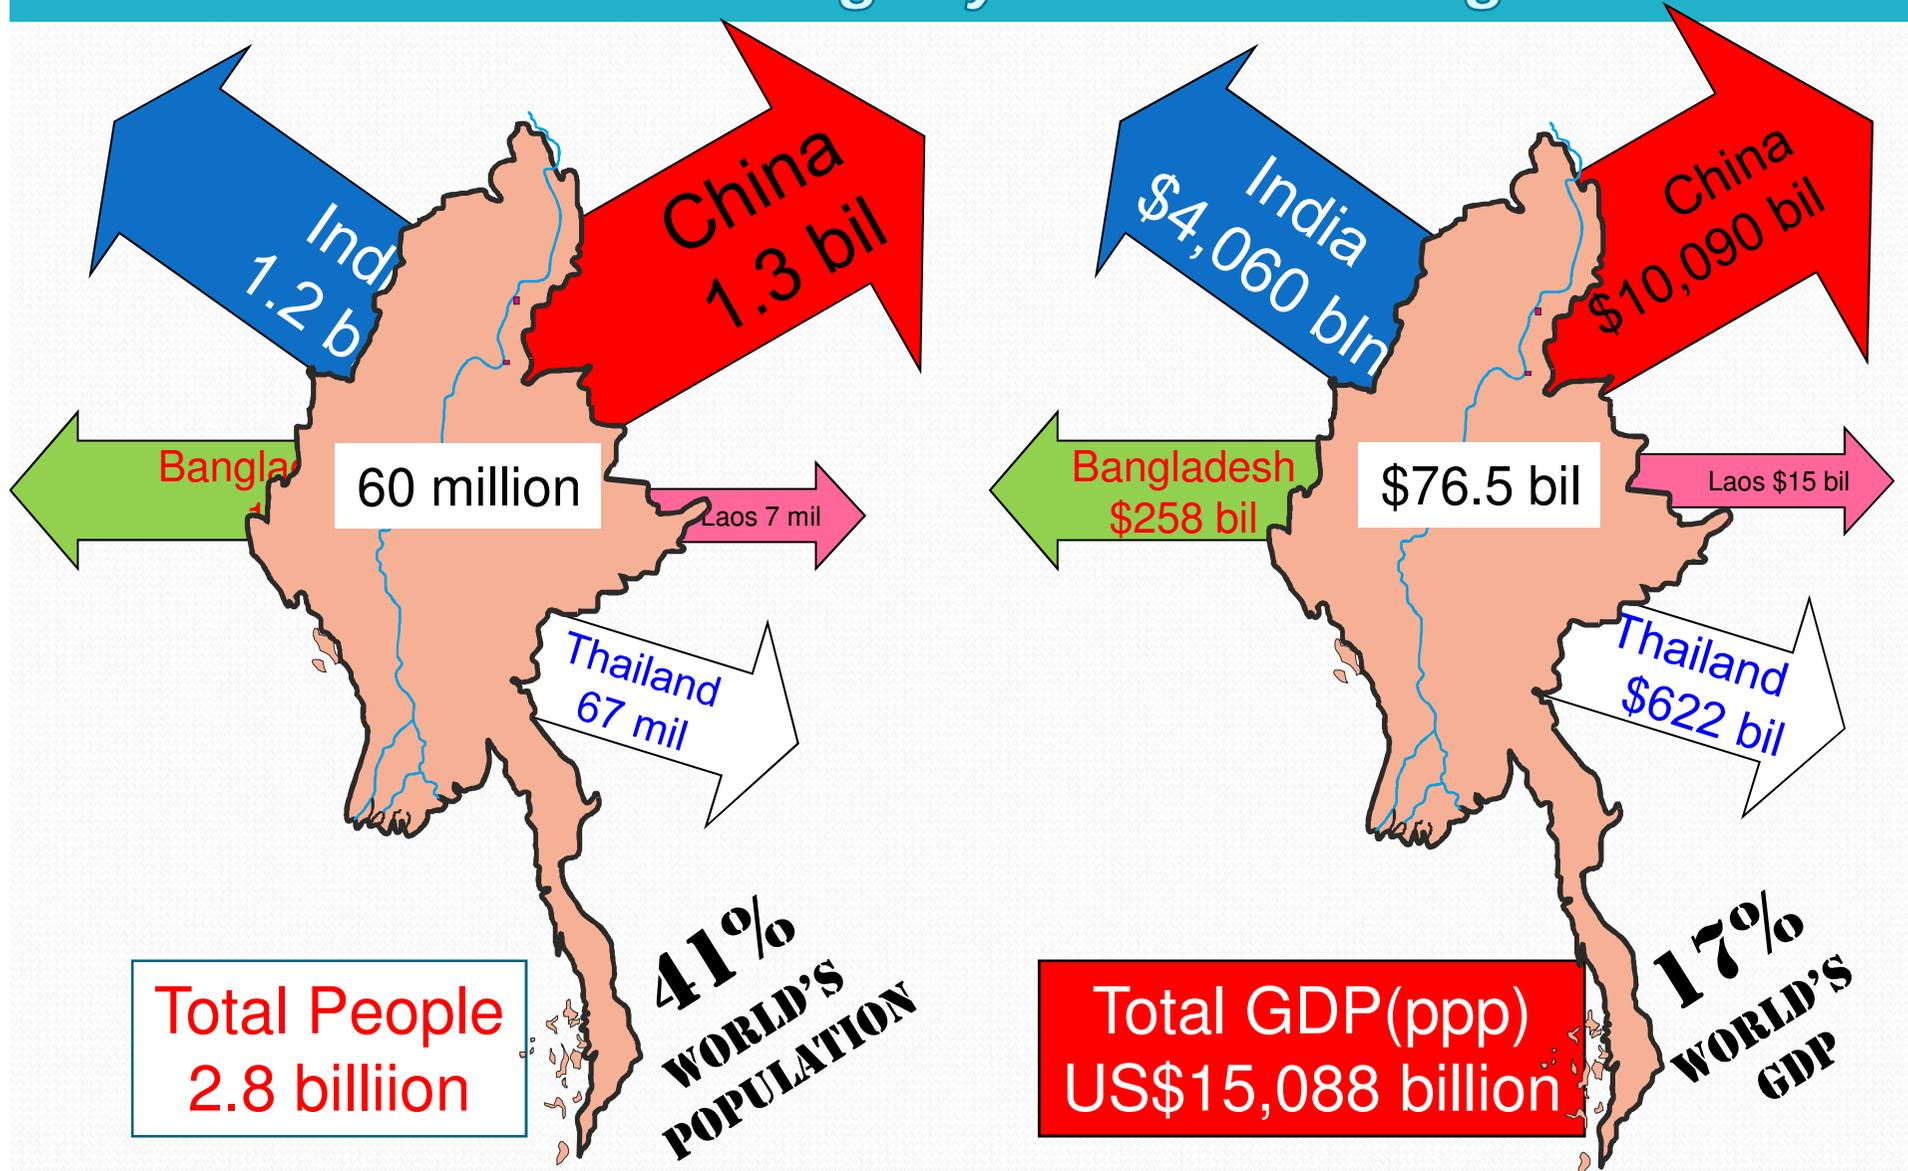 China
1.3 bil
1.2
60 million
Laos 7 mil
Thailand
67 mil
Total People
2.8 billiion
41%
WORLD'S
POPULATION
India
$4,060 bln
China
$10,090 bil
Bangladesh
$258 bil
$76.5 bil
Laos $15 bil
Thailand
$622 bil
Total GDP(ppp)
US$15,088 billion
17%
WORLD'S
GDP